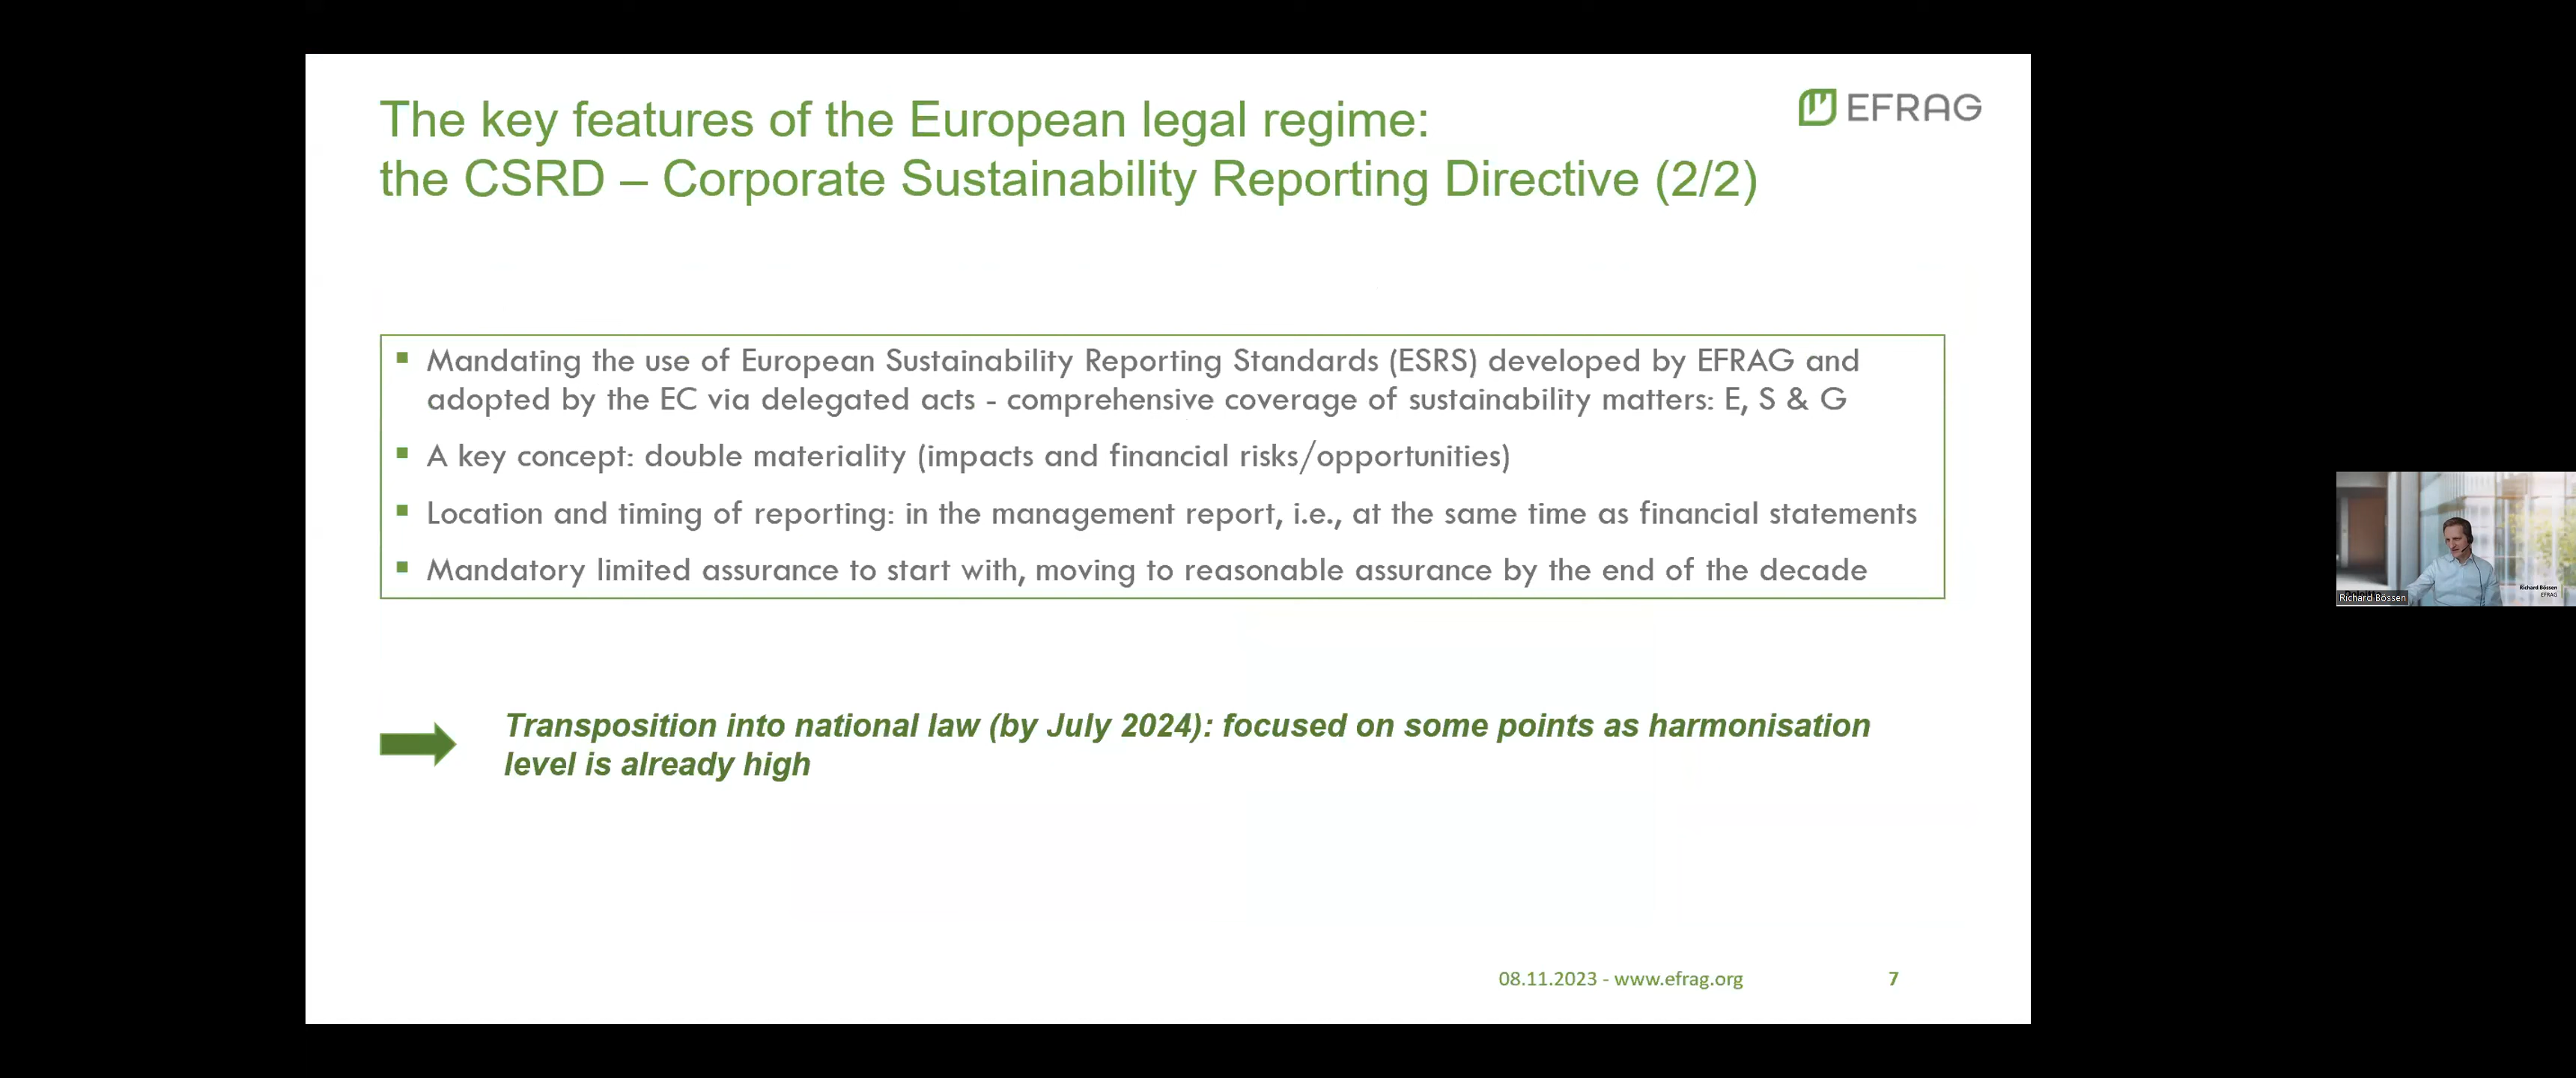 The key features of the European legal regime:
the CSRD – Corporate Sustainability Reporting Directive (2/2)
EFRAG
▪ Mandating the use of European Sustainability Reporting Standards (ESRS) developed by EFRAG and
adopted by the EC via delegated acts - comprehensive coverage of sustainability matters: E, S & G
▪ A key concept: double materiality (impacts and financial risks/opportunities)
▪ Location and timing of reporting: in the management report, i.e., at the same time as financial statements
▪ Mandatory limited assurance to start with, moving to reasonable assurance by the end of the decade
Transposition into national law (by July 2024): focused on some points as harmonisation
level is already high
08.11.2023 - www.efrag.org
7
Richard Bössen
EFRAG
Richard Bössen